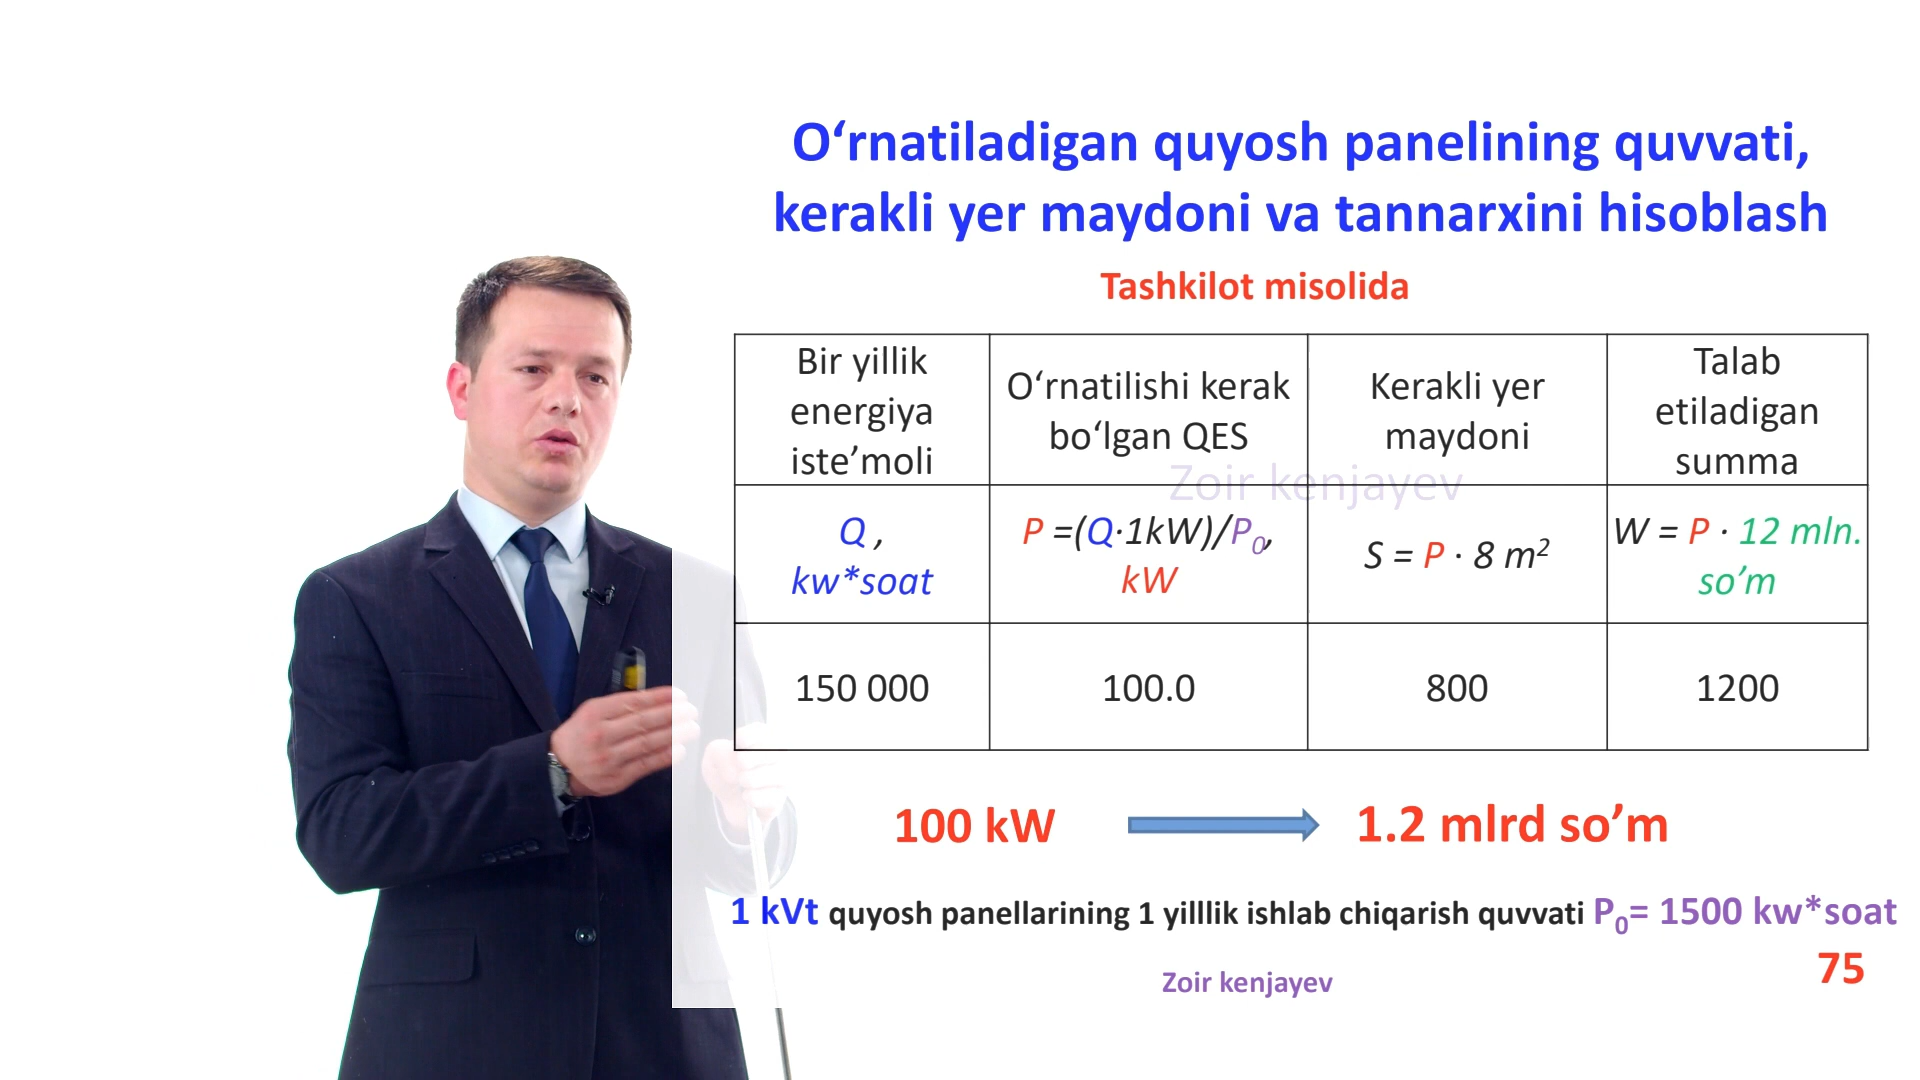 O‘rnatiladigan quyosh panelining quvvati,
kerakli yer maydoni va tannarxini hisoblash
Tashkilot misolida
Bir yillik
energiya
iste’moli
O‘rnatilishi kerak
bo‘lgan QES
Kerakli yer
maydoni
Talab
etiladigan
summa
Zoir kenjayev
Q ,
kw*soat
P =(Q·1kW)/P₀,
kW
S = P · 8 m²
W = P · 12 mln.
so’m
150 000
100.0
800
1200
100 kW
1.2 mlrd so’m
1 kVt quyosh panellarining 1 yilllik ishlab chiqarish quvvati P₀= 1500 kw*soat
75
Zoir kenjayev